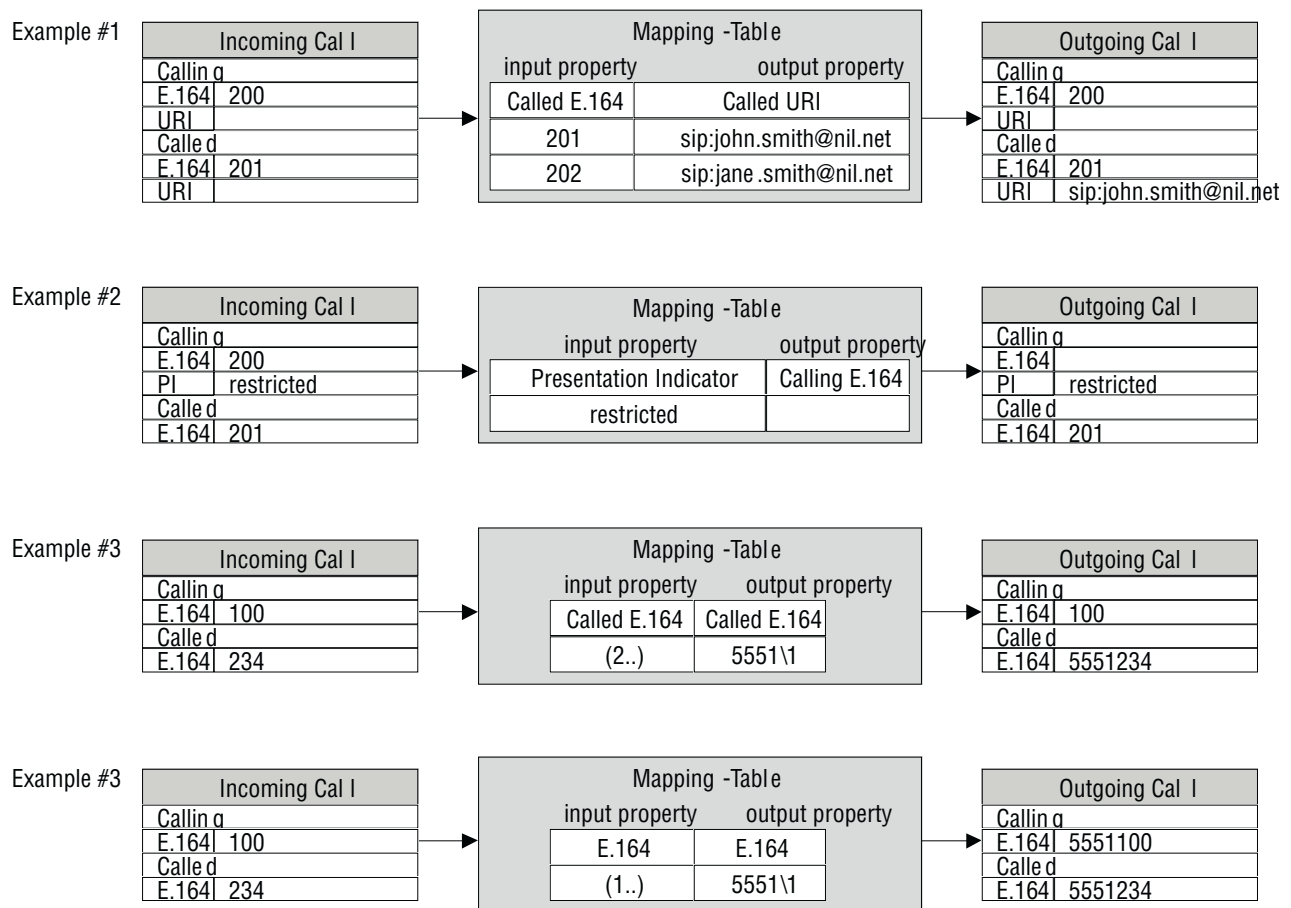 Example #1
Incoming Cal l
Callin g
E.164 200
URI
Calle d
E.164 201
URI
Mapping -Tabl e
input property output property
Called E.164 Called URI
201 sip:john.smith@nil.net
202 sip:jane .smith@nil.net
Outgoing Cal l
Callin g
E.164 200
URI
Calle d
E.164 201
URI sip:john.smith@nil.net
Example #2
Incoming Cal l
Callin g
E.164 200
PI restricted
Calle d
E.164 201
Mapping -Tabl e
input property output property
Presentation Indicator Calling E.164
restricted
Outgoing Cal l
Callin g
E.164
PI restricted
Calle d
E.164 201
Example #3
Incoming Cal l
Callin g
E.164 100
Calle d
E.164 234
Mapping -Tabl e
input property output property
Called E.164 Called E.164
(2..) 5551\1
Outgoing Cal l
Callin g
E.164 100
Calle d
E.164 5551234
Example #3
Incoming Cal l
Callin g
E.164 100
Calle d
E.164 234
Mapping -Tabl e
input property output property
E.164 E.164
(1..) 5551\1
Outgoing Cal l
Callin g
E.164 5551100
Calle d
E.164 5551234